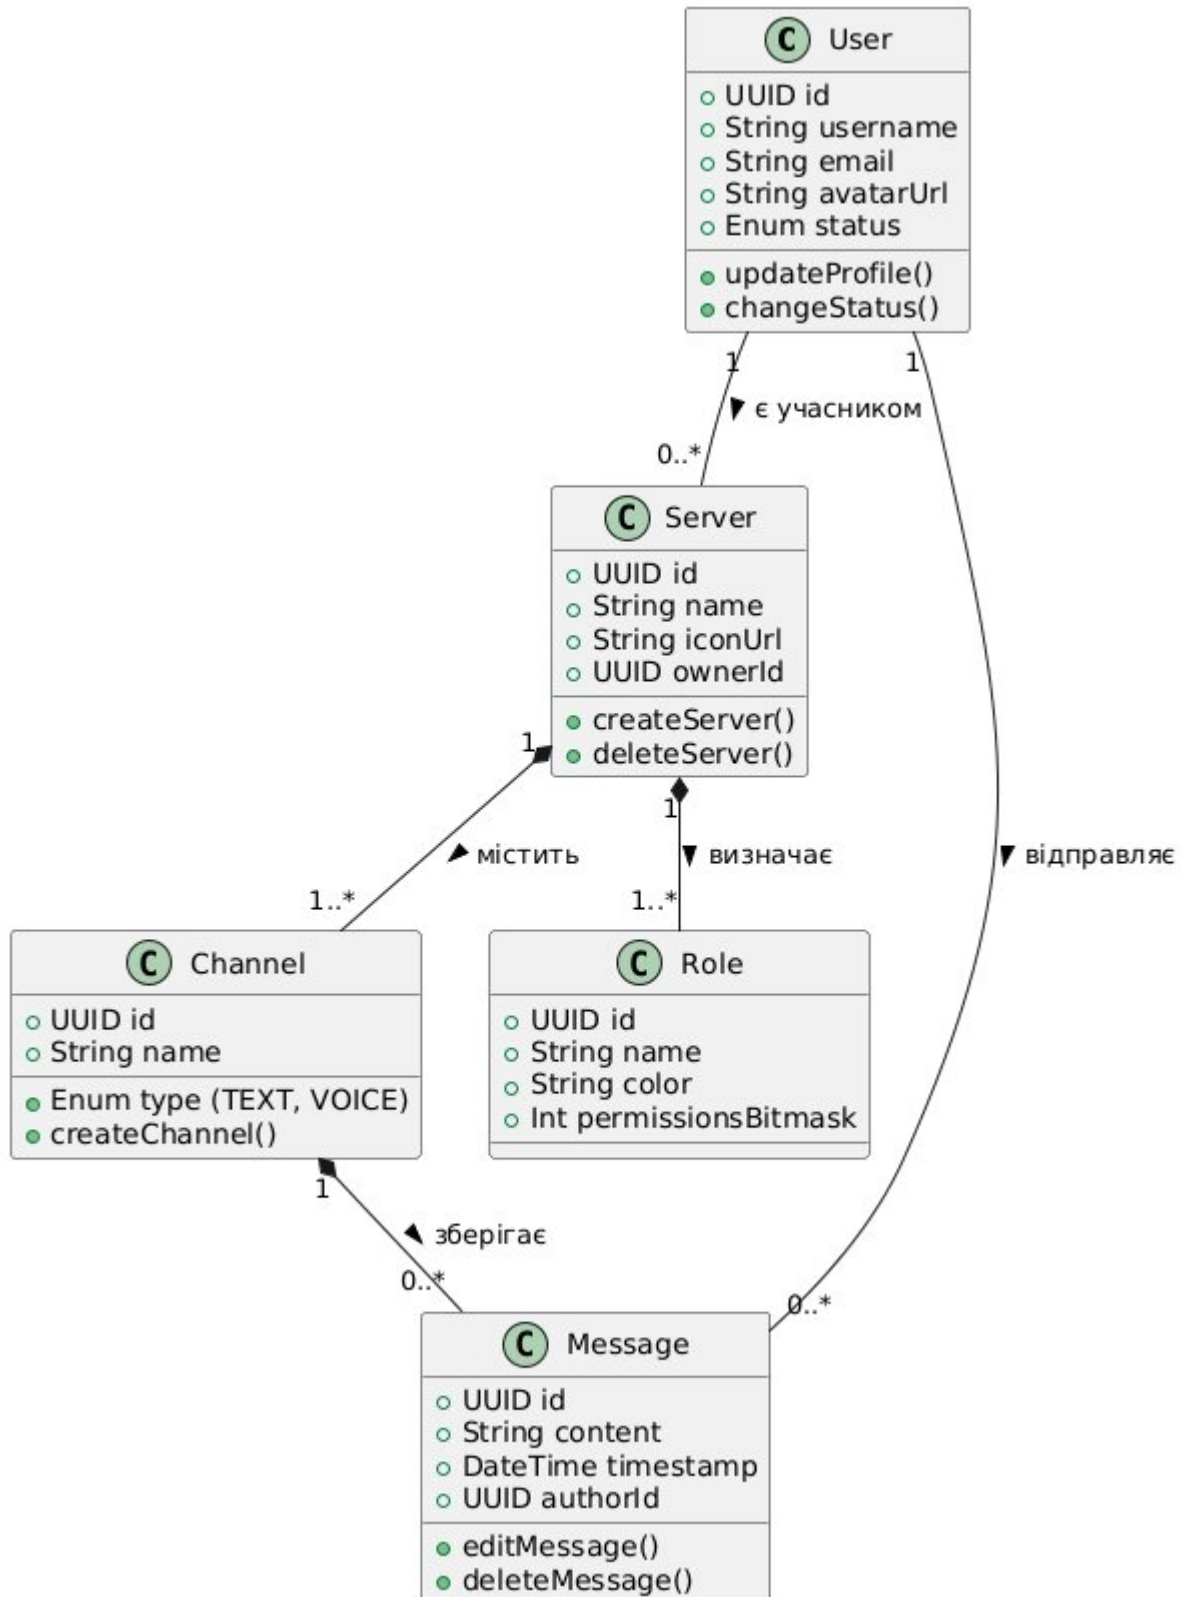 C User
UUID id
String username
String email
String avatarUrl
Enum status
updateProfile()
changeStatus()
1
1
є учасником
0..*
C Server
UUID id
String name
String iconUrl
UUID ownerId
createServer()
deleteServer()
1
1
містить
визначає
відправляє
1..*
1..*
C Channel
UUID id
String name
Enum type (TEXT, VOICE)
createChannel()
C Role
UUID id
String name
String color
Int permissionsBitmask
1
зберігає
0..*
0..*
C Message
UUID id
String content
DateTime timestamp
UUID authorId
editMessage()
deleteMessage()